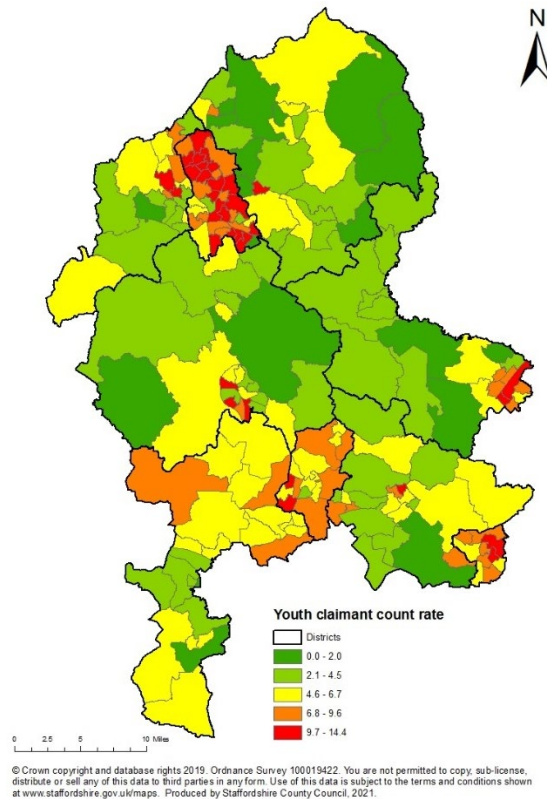 N
Youth claimant count rate
Districts
0.0 - 2.0
2.1 - 4.5
4.6 - 6.7
6.8 - 9.6
9.7 - 14.4
0 2.5 5 10 Miles
© Crown copyright and database rights 2019. Ordnance Survey 100019422. You are not permitted to copy, sub-license,
distribute or sell any of this data to third parties in any form. Use of this data is subject to the terms and conditions shown
at www.staffordshire.gov.uk/maps. Produced by Staffordshire County Council, 2021.